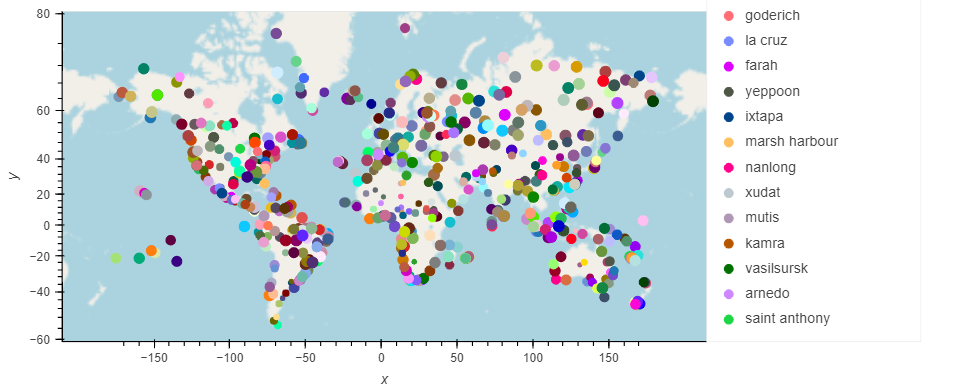 80
60
40
20
0
−20
−40
−60
y
−150
−100
−50
0
50
100
150
x
goderich
la cruz
farah
yeppoon
ixtapa
marsh harbour
nanlong
xudat
mutis
kamra
vasilsursk
arnedo
saint anthony